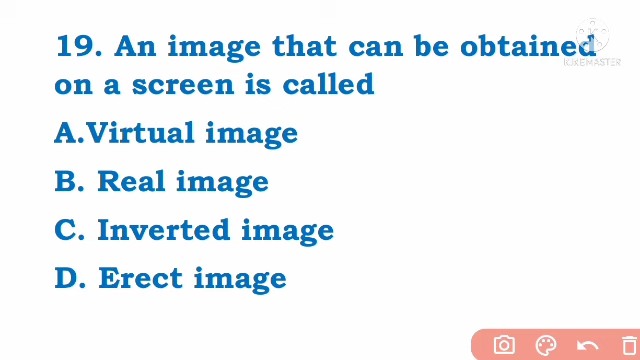 19. An image that can be obtained
on a screen is called
A.Virtual image
B. Real image
C. Inverted image
D. Erect image
KINEMASTER